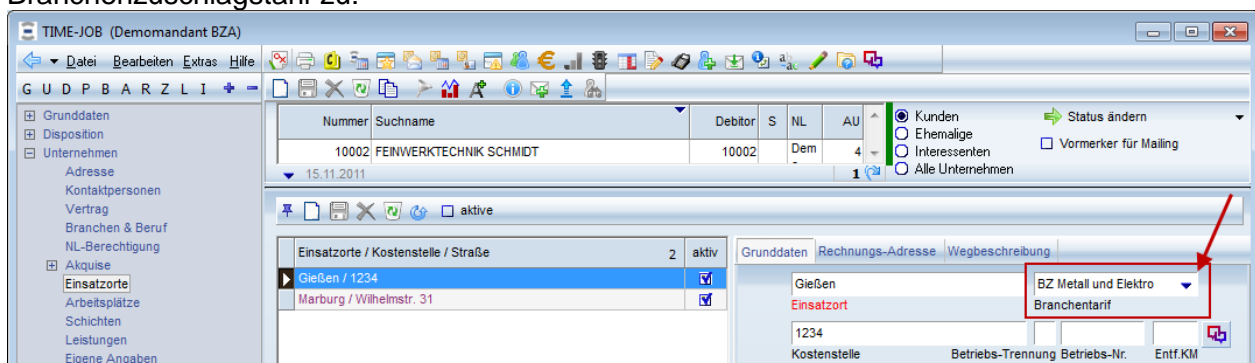 Branchenzuschlagstarif zu.
TIME-JOB (Demomandant BZA)
Datei Bearbeiten Extras Hilfe
G U D P B A R Z L I + -
Grunddaten
Disposition
Unternehmen
Adresse
Kontaktpersonen
Vertrag
Branchen & Beruf
NL-Berechtigung
Akquise
Einsatzorte
Arbeitsplätze
Schichten
Leistungen
Eigene Angaben
Nummer Suchname Debitor S NL AU
10002 FEINWERKTECHNIK SCHMIDT 10002 Dem 4
15.11.2011 1
Kunden
Ehemalige
Interessenten
Alle Unternehmen
Status ändern
Vormerker für Mailing
aktive
Einsatzorte / Kostenstelle / Straße 2 aktiv
Gießen / 1234
Marburg / Wilhelmstr. 31
Grunddaten Rechnungs-Adresse Wegbeschreibung
Gießen BZ Metall und Elektro
Einsatzort Branchentarif
1234
Kostenstelle Betriebs-Trennung Betriebs-Nr. Entf.KM